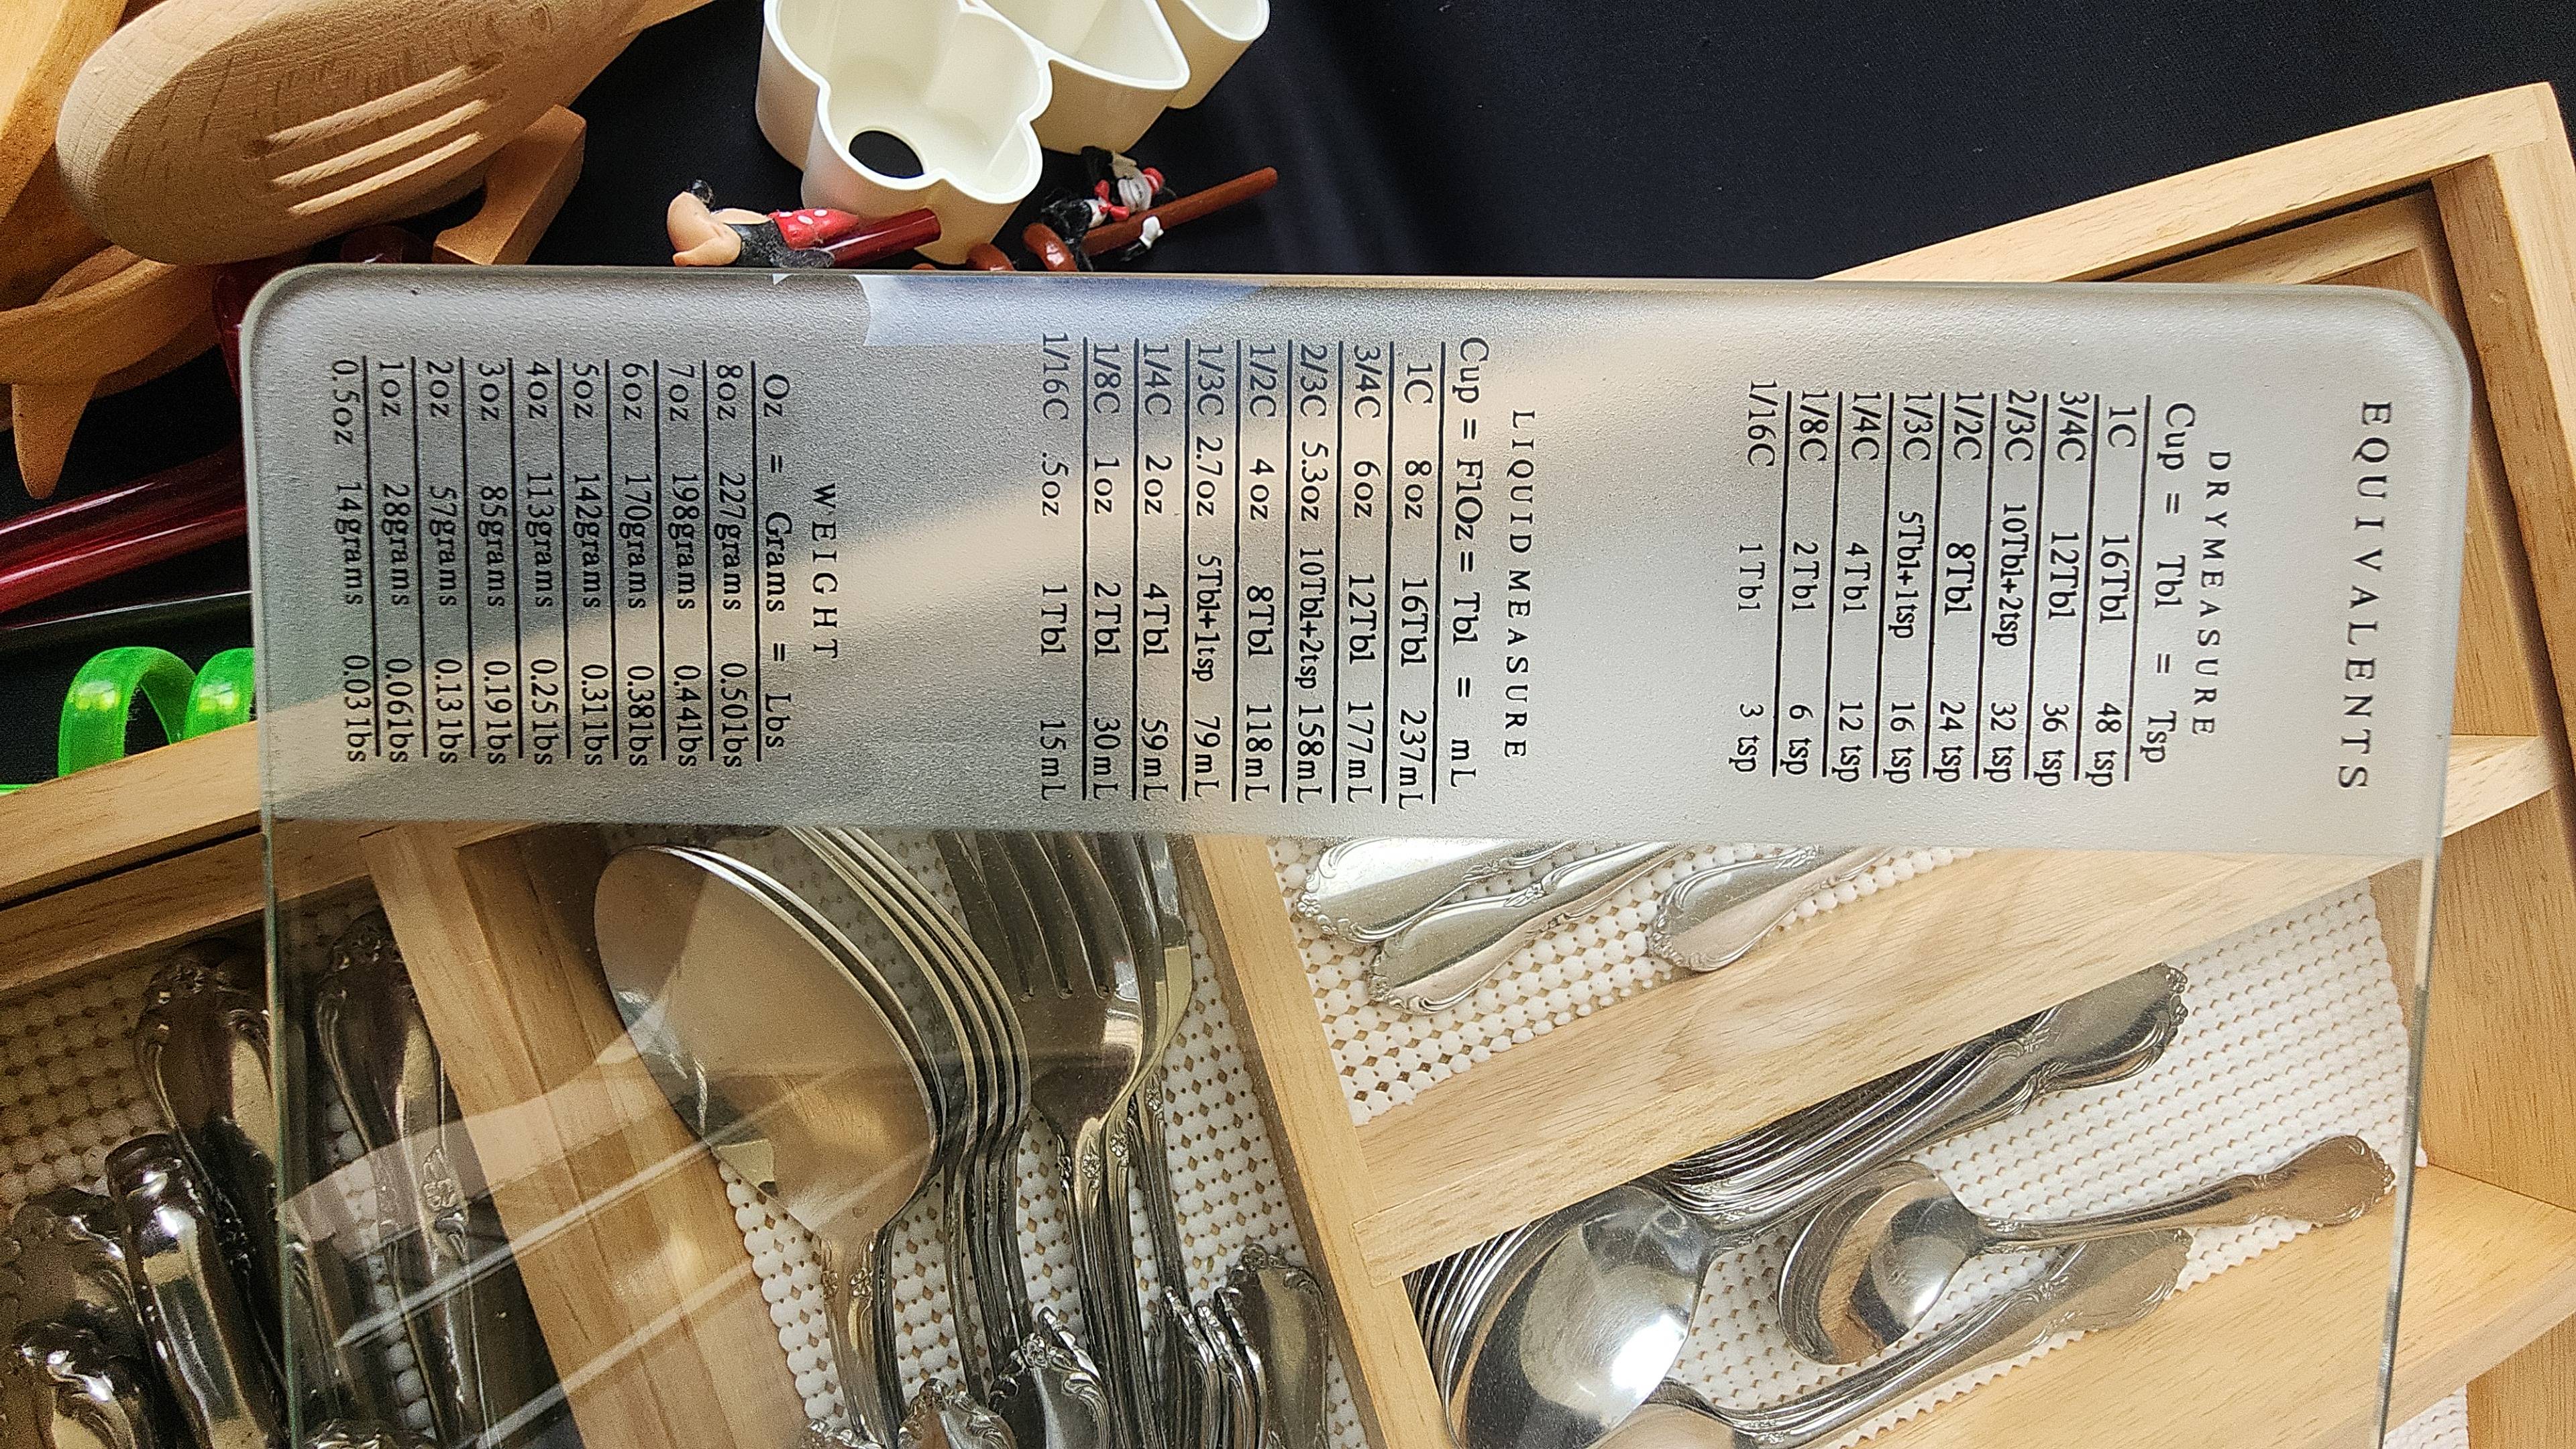 EQUIVALENTS
DRYMEASURE
Cup = Tbl = Tsp
1C 16Tbl 48 tsp
3/4C 12Tbl 36 tsp
2/3C 10Tbl+2tsp 32 tsp
1/2C 8Tbl 24 tsp
1/3C 5Tbl+1tsp 16 tsp
1/4C 4Tbl 12 tsp
1/8C 2Tbl 6 tsp
1/16C 1Tbl 3 tsp
LIQUID MEASURE
Cup = FlOz = Tbl = mL
1C 8oz 16Tbl 237mL
3/4C 6oz 12Tbl 177mL
2/3C 5.3oz 10Tbl+2tsp 158mL
1/2C 4oz 8Tbl 118mL
1/3C 2.7oz 5Tbl+1tsp 79mL
1/4C 2oz 4Tbl 59mL
1/8C 1oz 2Tbl 30mL
1/16C .5oz 1Tbl 15mL
WEIGHT
Oz = Grams = Lbs
8oz 227grams 0.50lbs
7oz 198grams 0.44lbs
6oz 170grams 0.38lbs
5oz 142grams 0.31lbs
4oz 113grams 0.25lbs
3oz 85grams 0.19lbs
2oz 57grams 0.13lbs
1oz 28grams 0.06lbs
0.5oz 14grams 0.03lbs